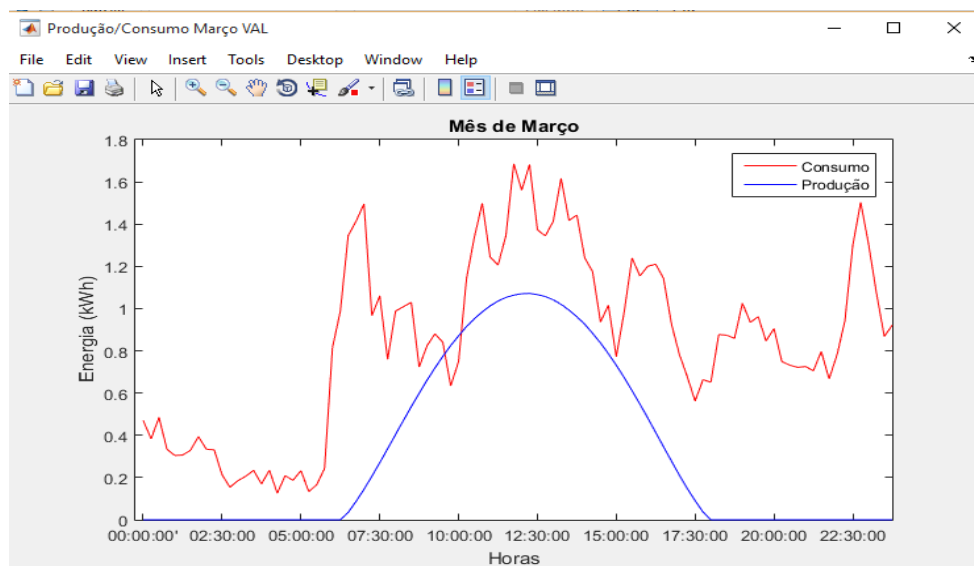 Produção/Consumo Março VAL
File Edit View Insert Tools Desktop Window Help
Mês de Março
1.8
1.6
1.4
1.2
1
0.8
0.6
0.4
0.2
0
Energia (kWh)
Consumo
Produção
00:00:00' 02:30:00 05:00:00 07:30:00 10:00:00 12:30:00 15:00:00 17:30:00 20:00:00 22:30:00
Horas